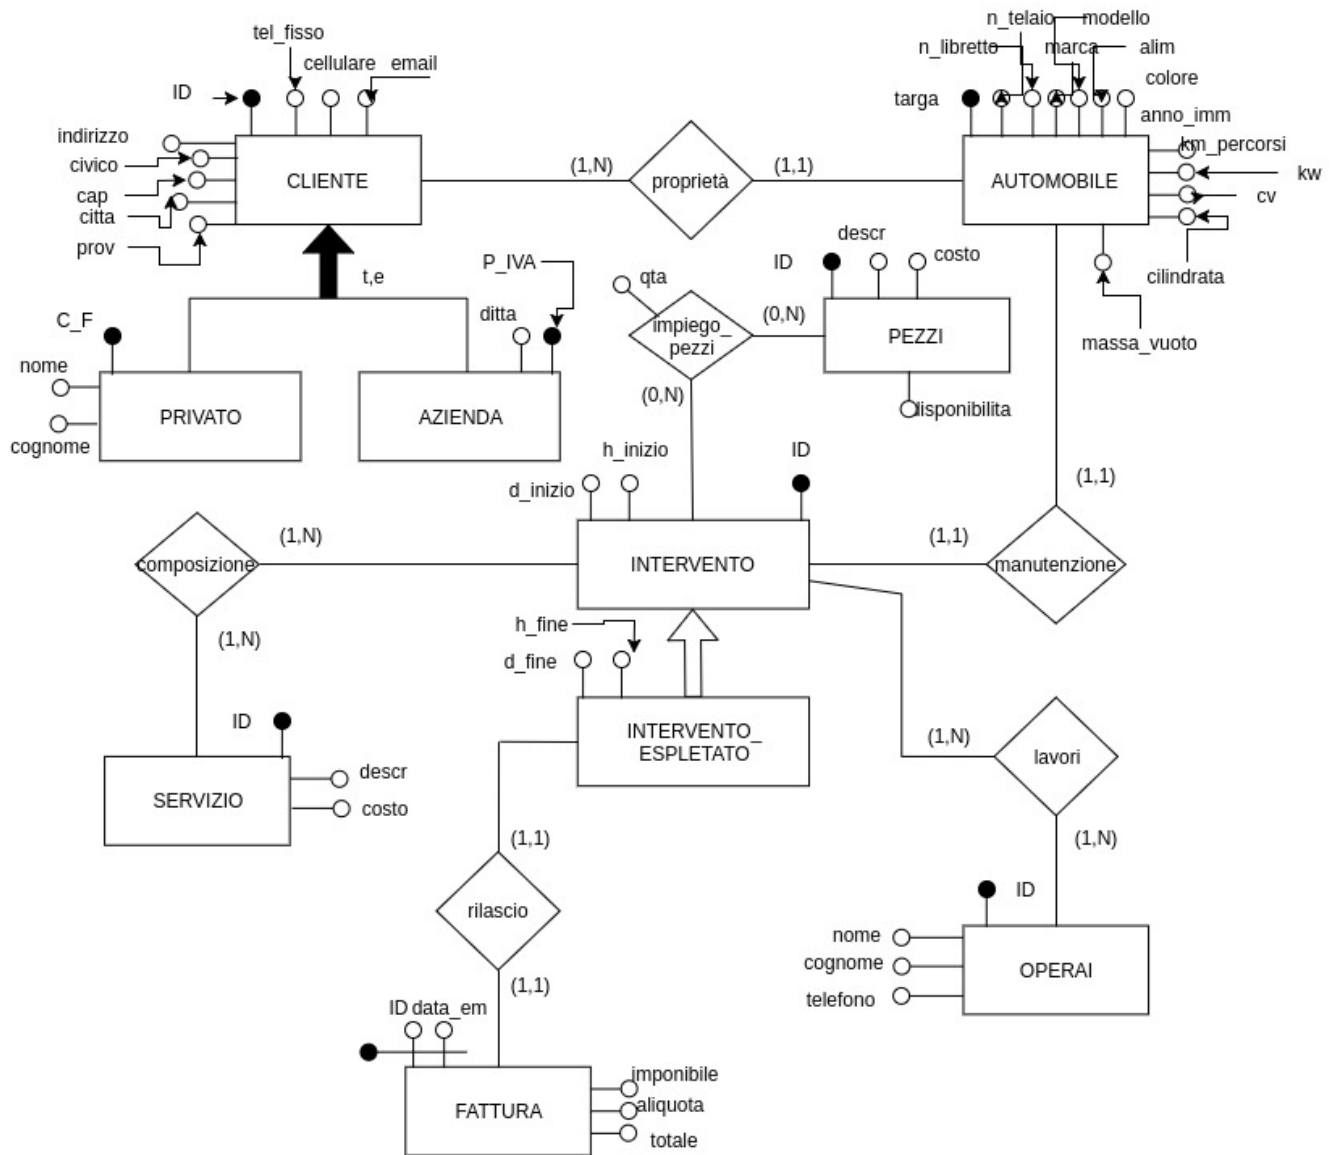 n_telaio
modello
tel_fisso
n_libretto
marca
alim
cellulare
email
colore
ID
targa
anno_imm
indirizzo
km_percorsi
civico
(1,N)
proprietà
(1,1)
kw
CLIENTE
AUTOMOBILE
cap
cv
citta
prov
descr
P_IVA
ID
costo
t,e
qta
cilindrata
C_F
ditta
impiego_
pezzi
(0,N)
PEZZI
massa_vuoto
nome
(0,N)
PRIVATO
AZIENDA
disponibilita
cognome
h_inizio
ID
d_inizio
(1,1)
(1,N)
(1,1)
composizione
INTERVENTO
manutenzione
h_fine
(1,N)
d_fine
ID
INTERVENTO_
ESPLETATO
(1,N)
lavori
descr
SERVIZIO
costo
(1,1)
(1,N)
ID
rilascio
nome
cognome
OPERAI
(1,1)
telefono
ID
data_em
imponibile
aliquota
FATTURA
totale